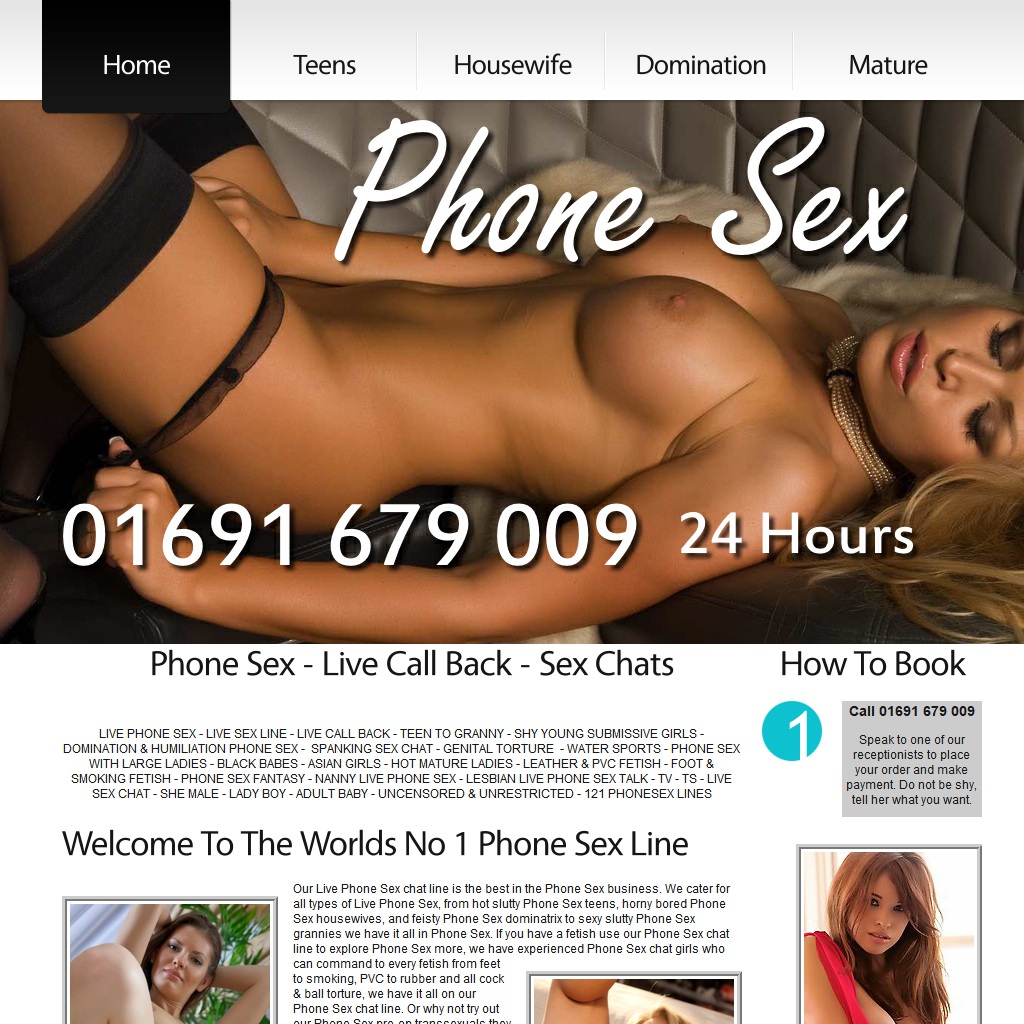 Home
Teens
Housewife
Domination
Mature
Phone Sex
01691 679 009 24 Hours
Phone Sex - Live Call Back - Sex Chats
How To Book
LIVE PHONE SEX - LIVE SEX LINE - LIVE CALL BACK - TEEN TO GRANNY - SHY YOUNG SUBMISSIVE GIRLS -
DOMINATION & HUMILIATION PHONE SEX - SPANKING SEX CHAT - GENITAL TORTURE - WATER SPORTS - PHONE SEX
WITH LARGE LADIES - BLACK BABES - ASIAN GIRLS - HOT MATURE LADIES - LEATHER & PVC FETISH - FOOT &
SMOKING FETISH - PHONE SEX FANTASY - NANNY LIVE PHONE SEX - LESBIAN LIVE PHONE SEX TALK - TV - TS - LIVE
SEX CHAT - SHE MALE - LADY BOY - ADULT BABY - UNCENSORED & UNRESTRICTED - 121 PHONESEX LINES
1
Call 01691 679 009
Speak to one of our
receptionists to place
your order and make
payment. Do not be shy,
tell her what you want.
Welcome To The Worlds No 1 Phone Sex Line
Our Live Phone Sex chat line is the best in the Phone Sex business. We cater for
all types of Live Phone Sex, from hot slutty Phone Sex teens, horny bored Phone
Sex housewives, and feisty Phone Sex dominatrix to sexy slutty Phone Sex
grannies we have it all in Phone Sex. If you have a fetish use our Phone Sex chat
line to explore Phone Sex more, we have experienced Phone Sex chat girls who
can command to every fetish from feet
to smoking, PVC to rubber and all cock
& ball torture, we have it all on our
Phone Sex chat line. Or why not try out
our Phone Sex pre-op transsexuals they